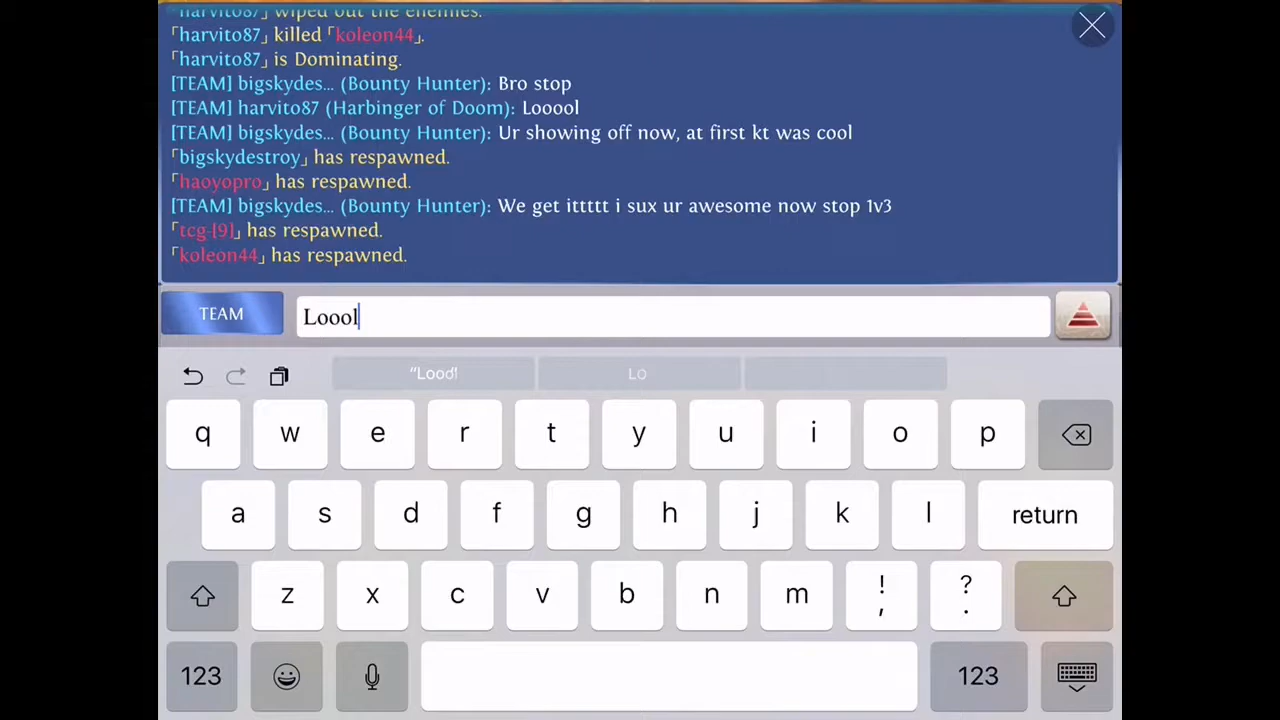 「harvito87」 wiped out the enemies.
「harvito87」 killed 「koleon44」.
「harvito87」 is Dominating.
[TEAM] bigskydes... (Bounty Hunter): Bro stop
[TEAM] harvito87 (Harbinger of Doom): Looool
[TEAM] bigskydes... (Bounty Hunter): Ur showing off now, at first kt was cool
「bigskydestroy」 has respawned.
「haoyopro」 has respawned.
[TEAM] bigskydes... (Bounty Hunter): We get ittttt i sux ur awesome now stop 1v3
「tcg-[9]」 has respawned.
「koleon44」 has respawned.
TEAM Loool
"Lood! Lo
q w e r t y u i o p
a s d f g h j k l return
z x c v b n m ! , ? .
123 123